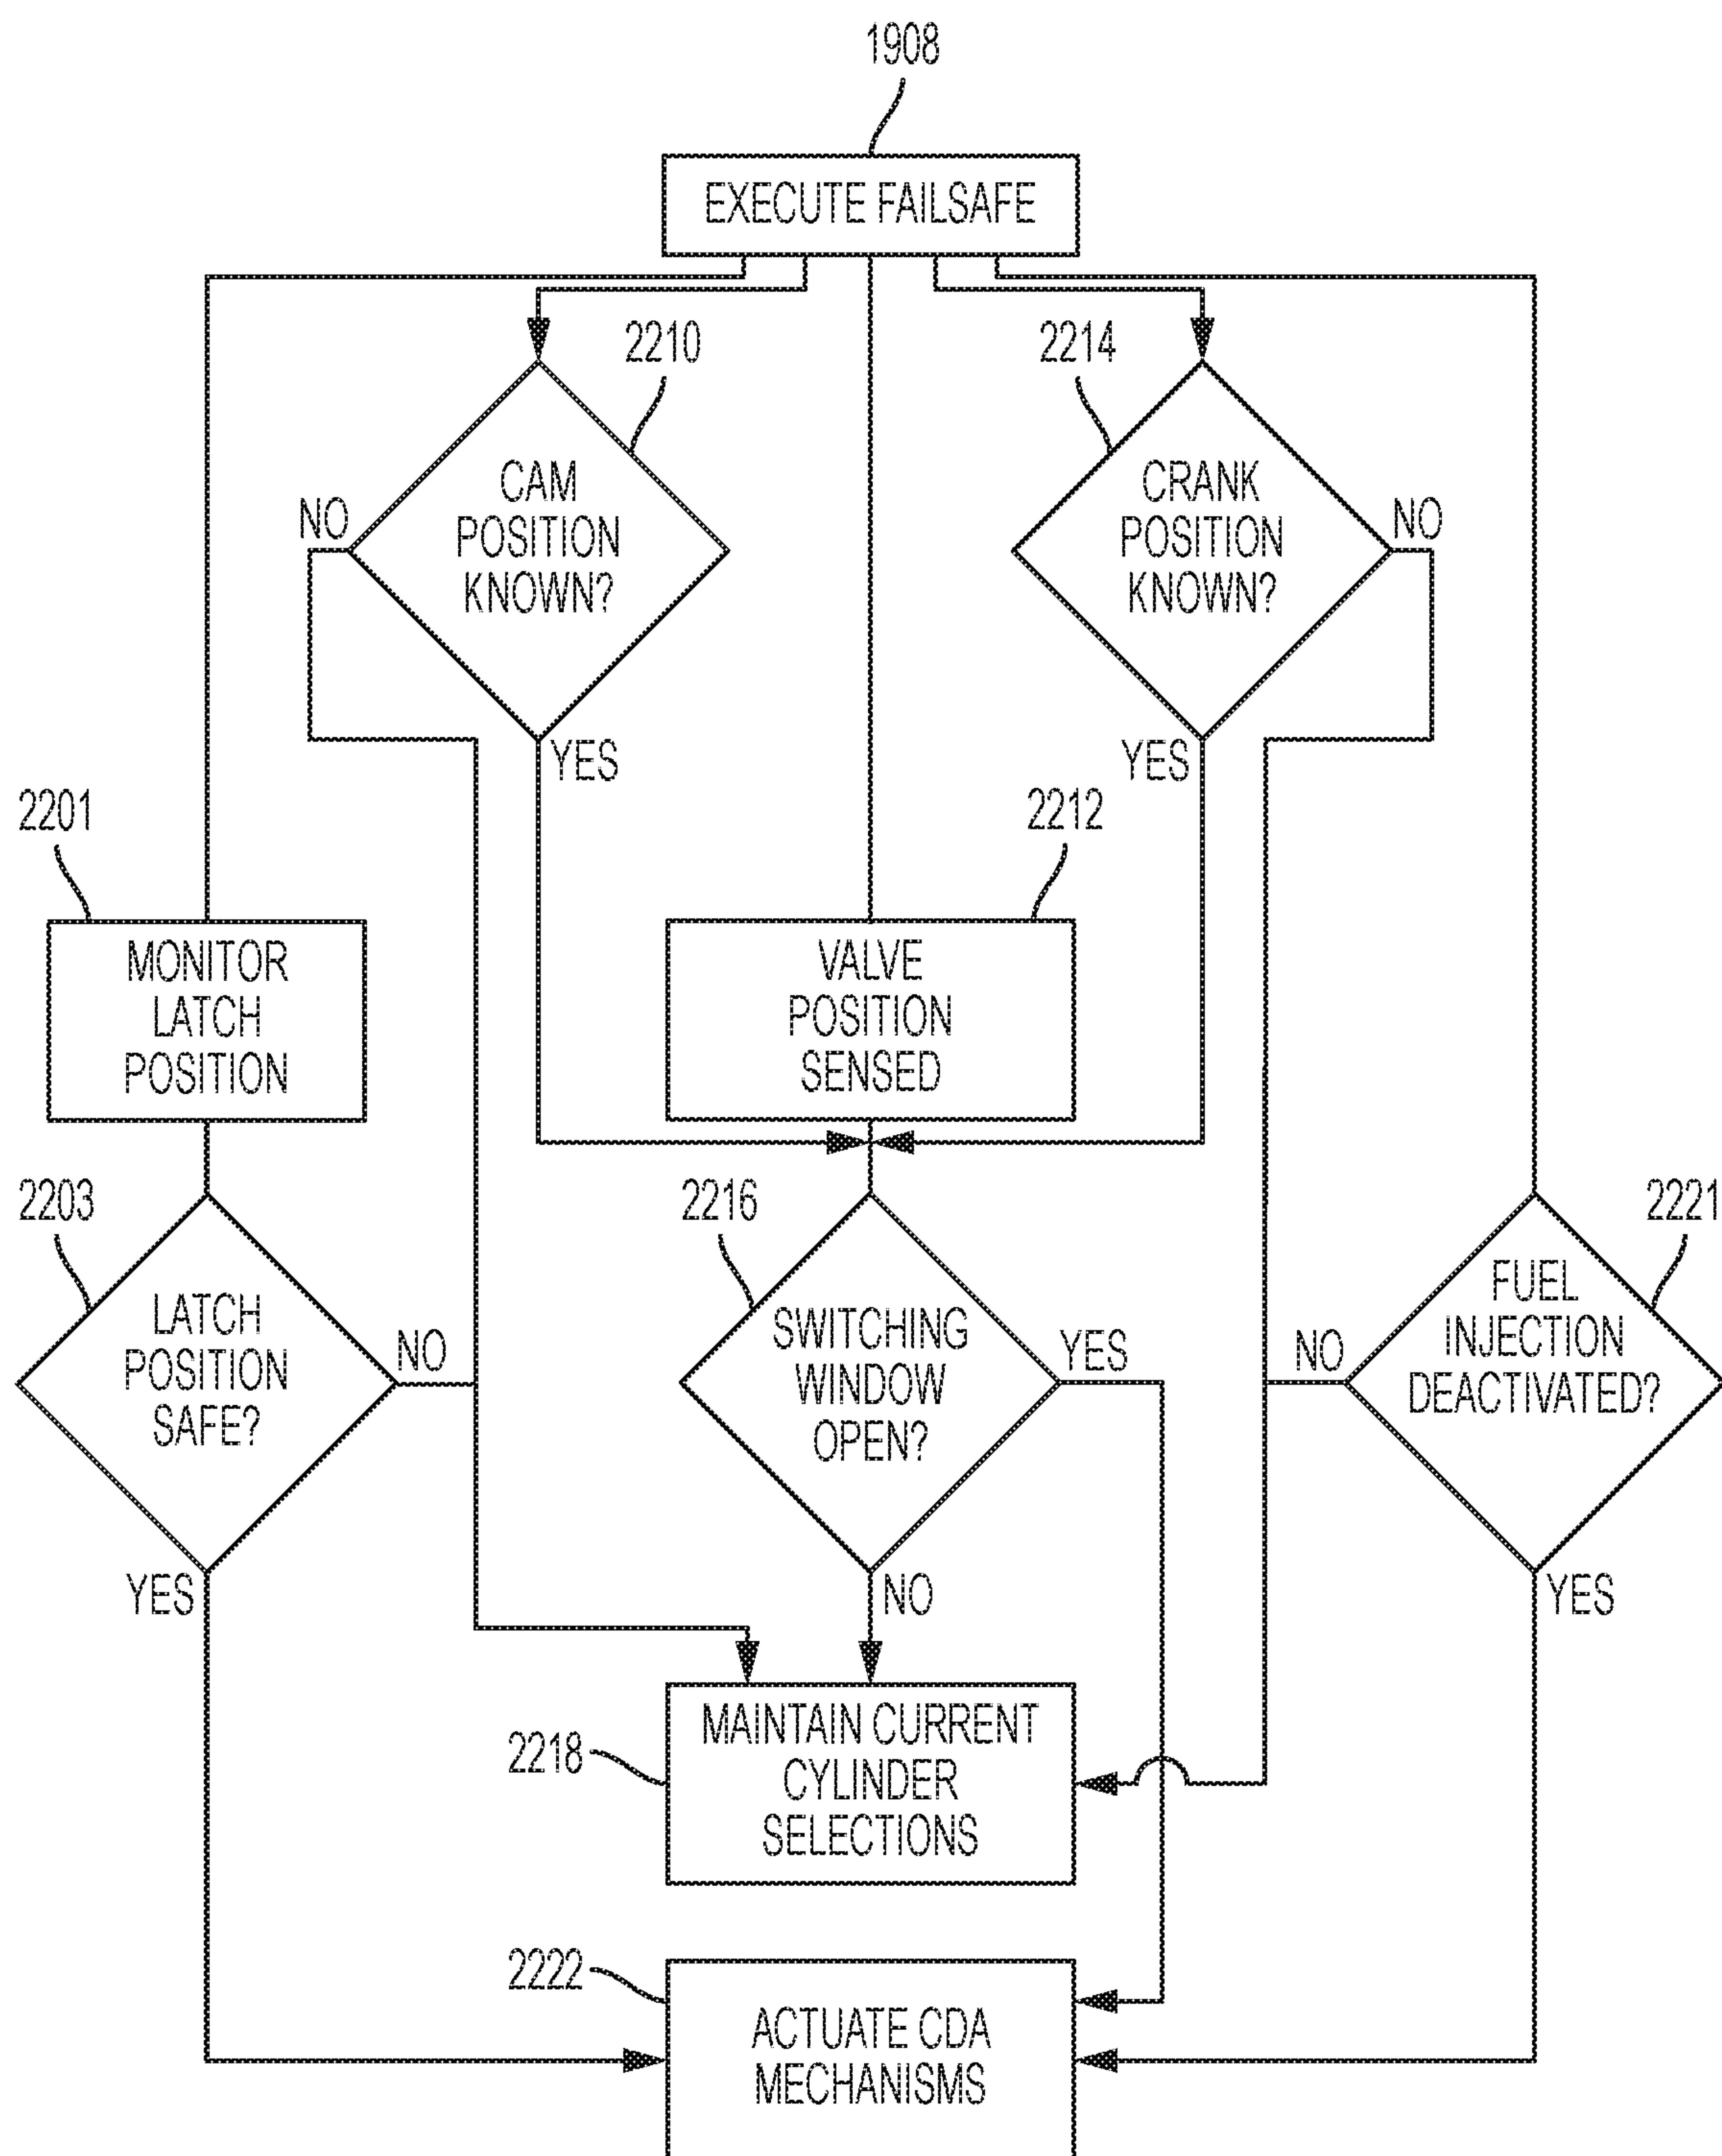 1908
EXECUTE FAILSAFE
2210
2214
CAM
POSITION
KNOWN?
NO
YES
CRANK
POSITION
KNOWN?
NO
YES
2201
MONITOR
LATCH
POSITION
2212
VALVE
POSITION
SENSED
2203
LATCH
POSITION
SAFE?
NO
YES
2216
SWITCHING
WINDOW
OPEN?
YES
NO
2221
FUEL
INJECTION
DEACTIVATED?
NO
YES
2218
MAINTAIN CURRENT
CYLINDER
SELECTIONS
2222
ACTUATE CDA
MECHANISMS